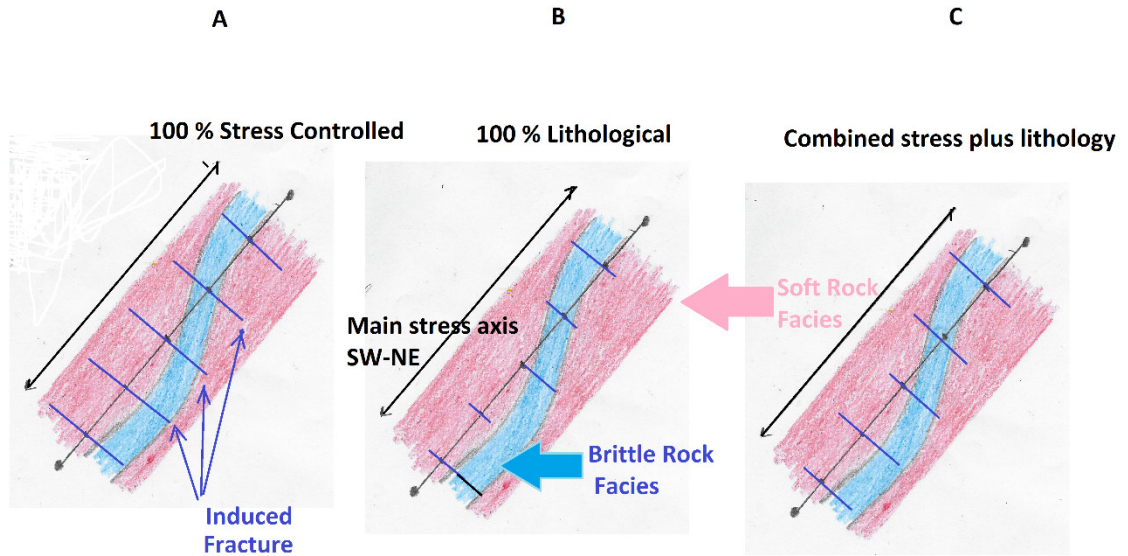 A
B
C
100 % Stress Controlled
100 % Lithological
Combined stress plus lithology
Main stress axis
SW-NE
Soft Rock
Facies
Brittle Rock
Facies
Induced
Fracture